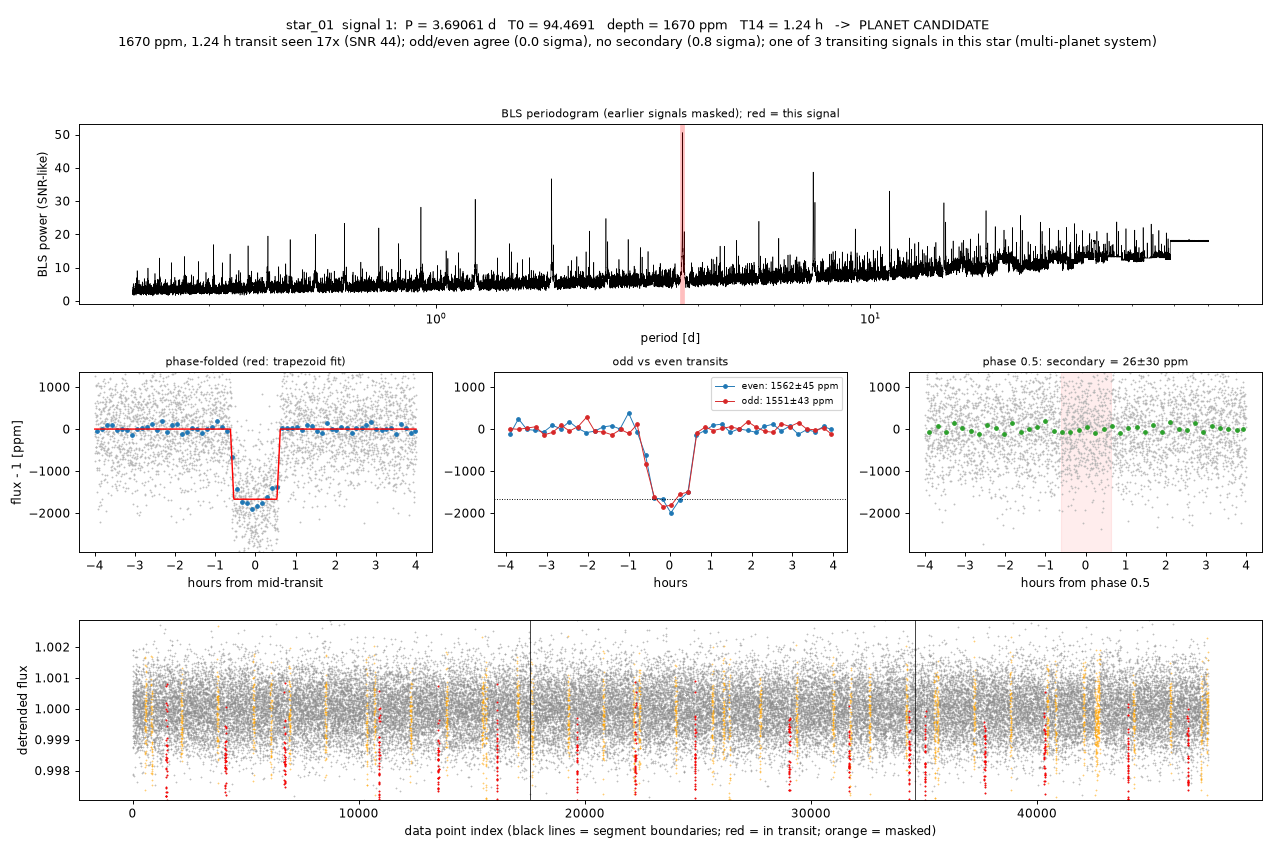 star_01  signal 1:  P = 3.69061 d   T0 = 94.4691   depth = 1670 ppm   T14 = 1.24 h   ->  PLANET CANDIDATE
1670 ppm, 1.24 h transit seen 17x (SNR 44); odd/even agree (0.0 sigma), no secondary (0.8 sigma); one of 3 transiting signals in this star (multi-planet system)
BLS periodogram (earlier signals masked); red = this signal
BLS power (SNR-like)
50
40
30
20
10
0
10⁰
10¹
period [d]
phase-folded (red: trapezoid fit)
flux - 1 [ppm]
1000
0
−1000
−2000
−4 −3 −2 −1 0 1 2 3 4
hours from mid-transit
odd vs even transits
even: 1562±45 ppm
odd: 1551±43 ppm
1000
0
−1000
−2000
−4 −3 −2 −1 0 1 2 3 4
hours
phase 0.5: secondary = 26±30 ppm
1000
0
−1000
−2000
−4 −3 −2 −1 0 1 2 3 4
hours from phase 0.5
detrended flux
1.002
1.001
1.000
0.999
0.998
0 10000 20000 30000 40000
data point index (black lines = segment boundaries; red = in transit; orange = masked)